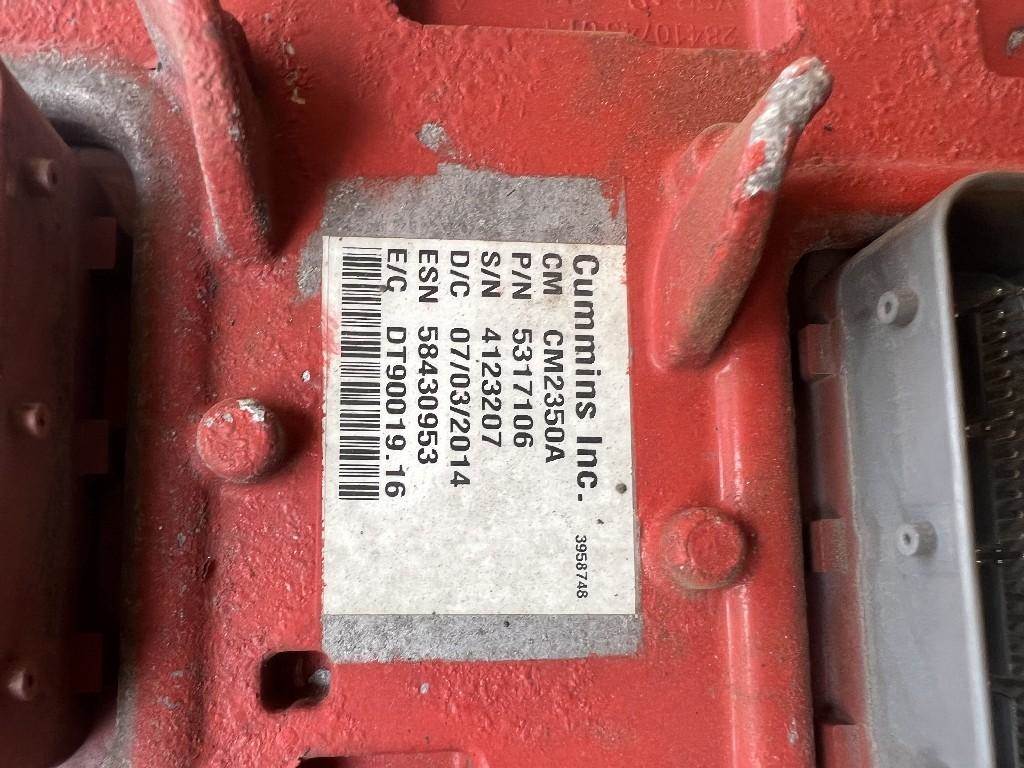 Cummins Inc.
CM CM2350A
P/N 5317106
S/N 4123207
D/C 07/03/2014
ESN 58430953
E/C DT90019.16
3958748